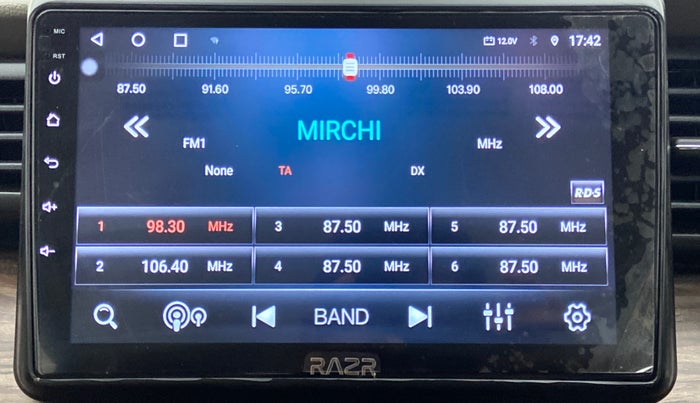 MIC
12.0V 17:42
RST
87.50 91.60 95.70 99.80 103.90 108.00
MIRCHI
FM1 MHz
None TA DX
R·D·S
1 98.30 MHz 3 87.50 MHz 5 87.50 MHz
2 106.40 MHz 4 87.50 MHz 6 87.50 MHz
BAND
RAZR